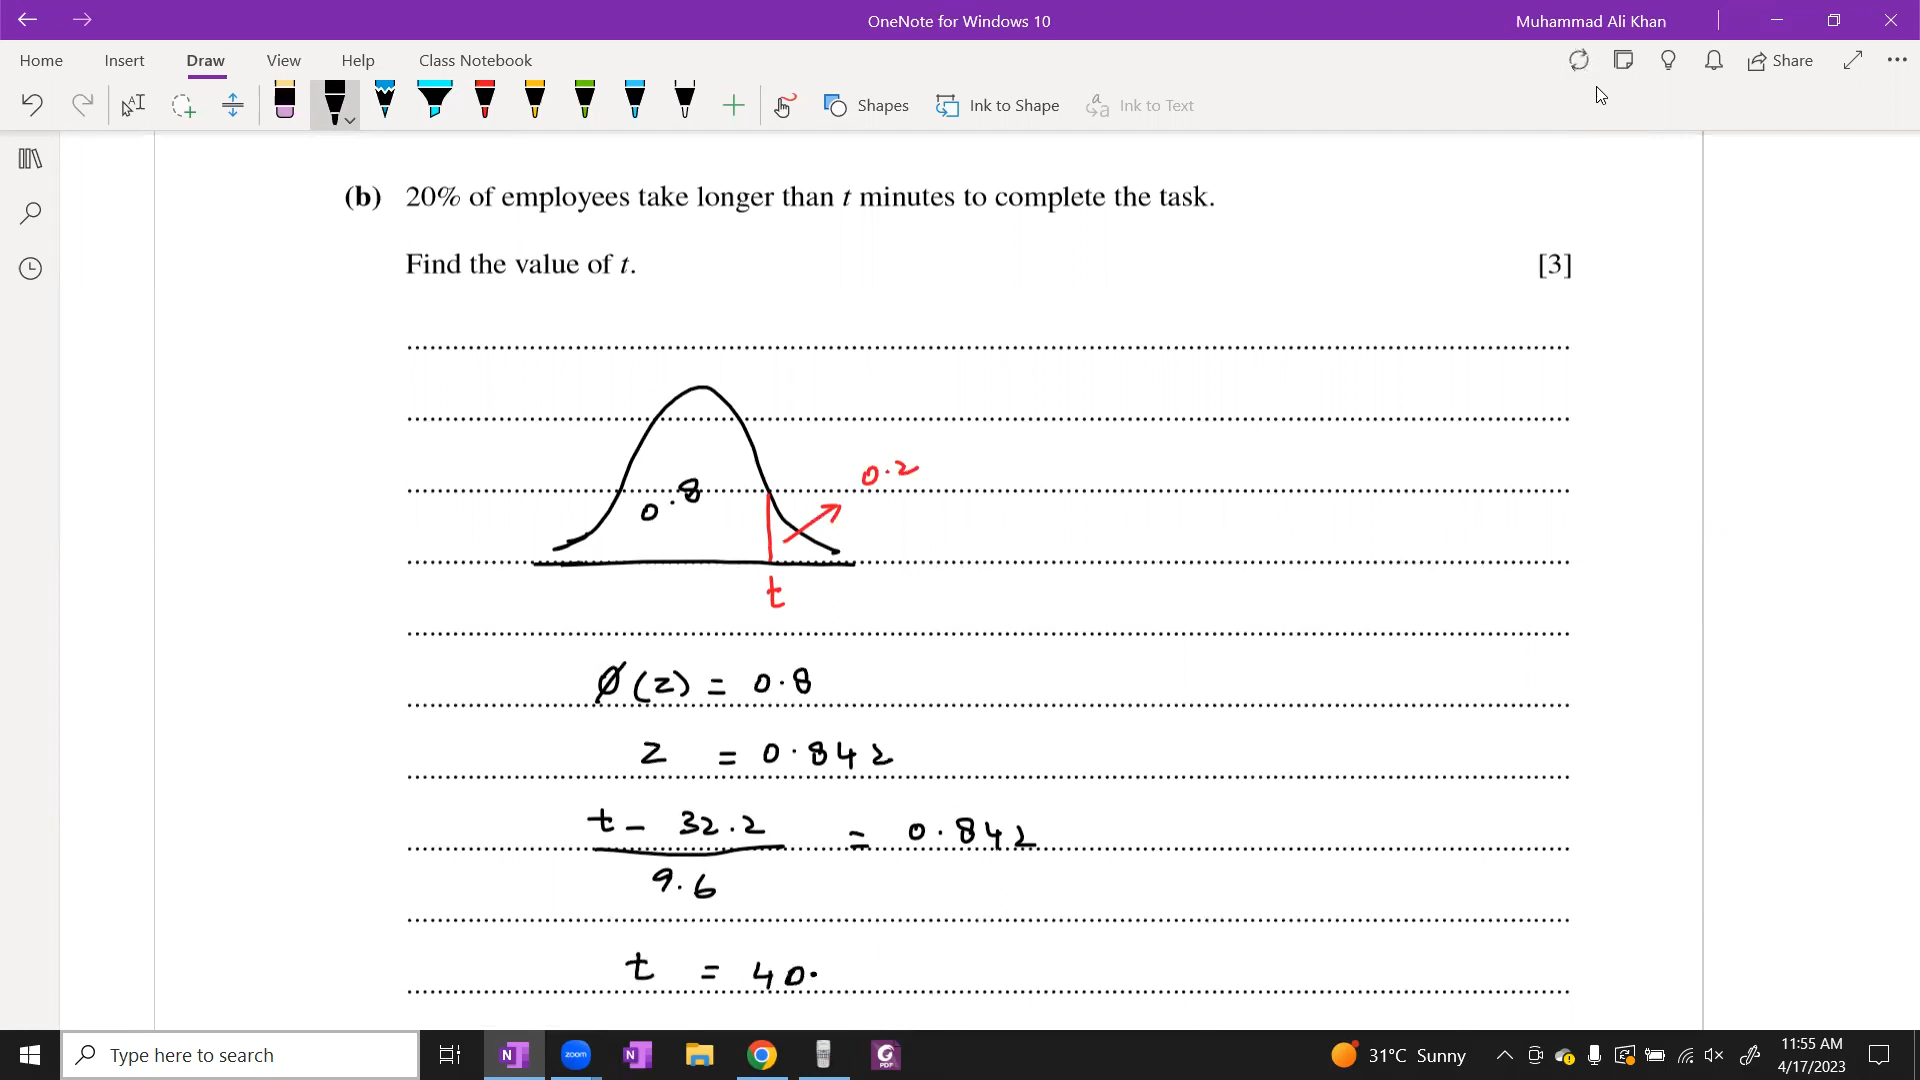 OneNote for Windows 10
Muhammad Ali Khan
Home Insert Draw View Help Class Notebook
Share
Shapes Ink to Shape Ink to Text
(b) 20% of employees take longer than t minutes to complete the task.
Find the value of t. [3]
0.2
0.8
t
Ø(z) = 0.8
z = 0.842
t - 32.2
= 0.842
9.6
t = 40.
Type here to search
zoom
PDF
31°C Sunny
11:55 AM
4/17/2023